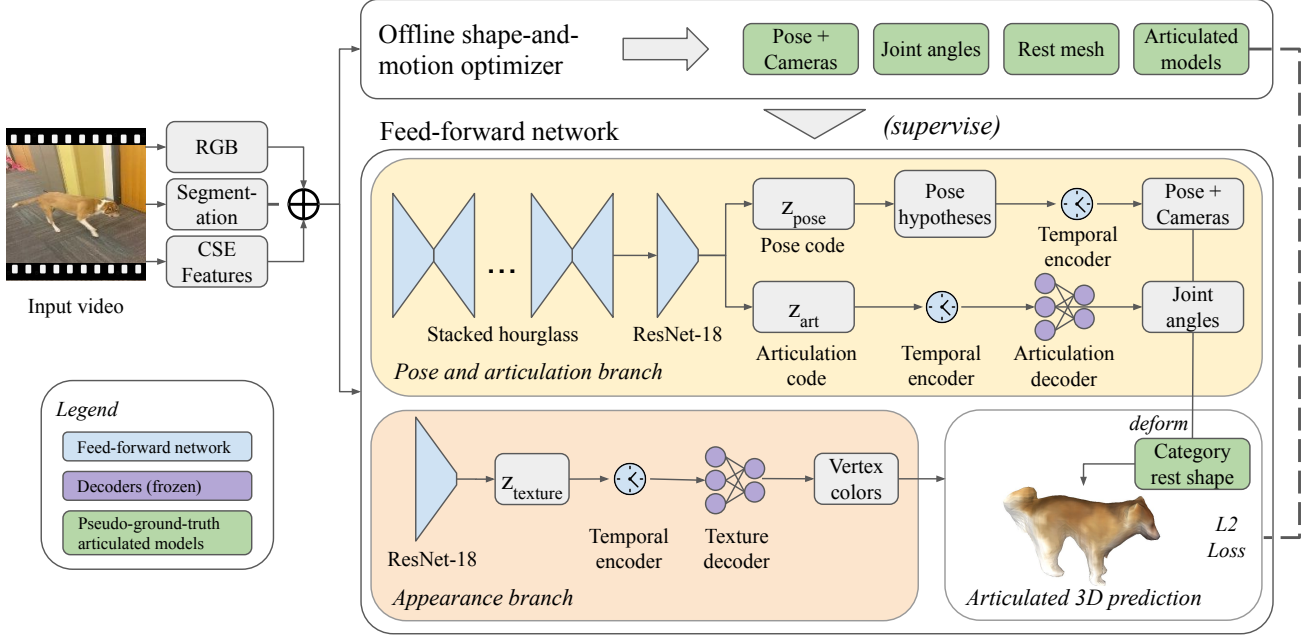 Offline shape-and-
motion optimizer
Pose +
Cameras
Joint angles
Rest mesh
Articulated
models
Feed-forward network
(supervise)
RGB
Segment-
ation
CSE
Features
Input video
z_pose
Pose code
Pose
hypotheses
Temporal
encoder
Pose +
Cameras
...
Stacked hourglass
ResNet-18
z_art
Articulation
code
Temporal
encoder
Articulation
decoder
Joint
angles
Pose and articulation branch
Legend
Feed-forward network
Decoders (frozen)
Pseudo-ground-truth
articulated models
ResNet-18
z_texture
Temporal
encoder
Texture
decoder
Vertex
colors
Appearance branch
deform
Category
rest shape
L2
Loss
Articulated 3D prediction